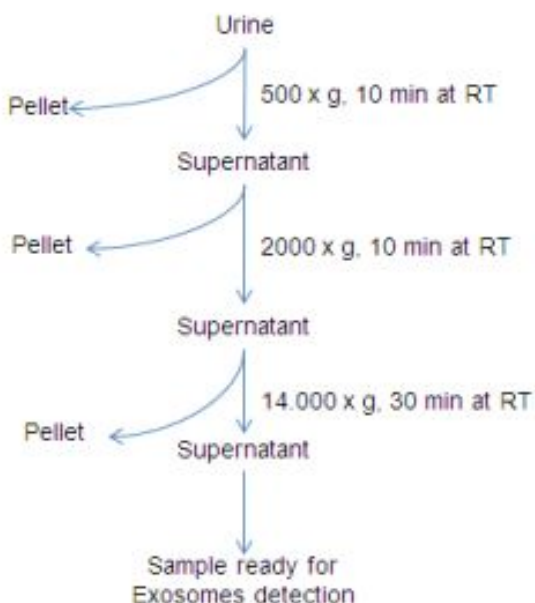 Urine
500 x g, 10 min at RT
Pellet
Supernatant
Pellet
2000 x g, 10 min at RT
Supernatant
14.000 x g, 30 min at RT
Pellet
Supernatant
Sample ready for
Exosomes detection